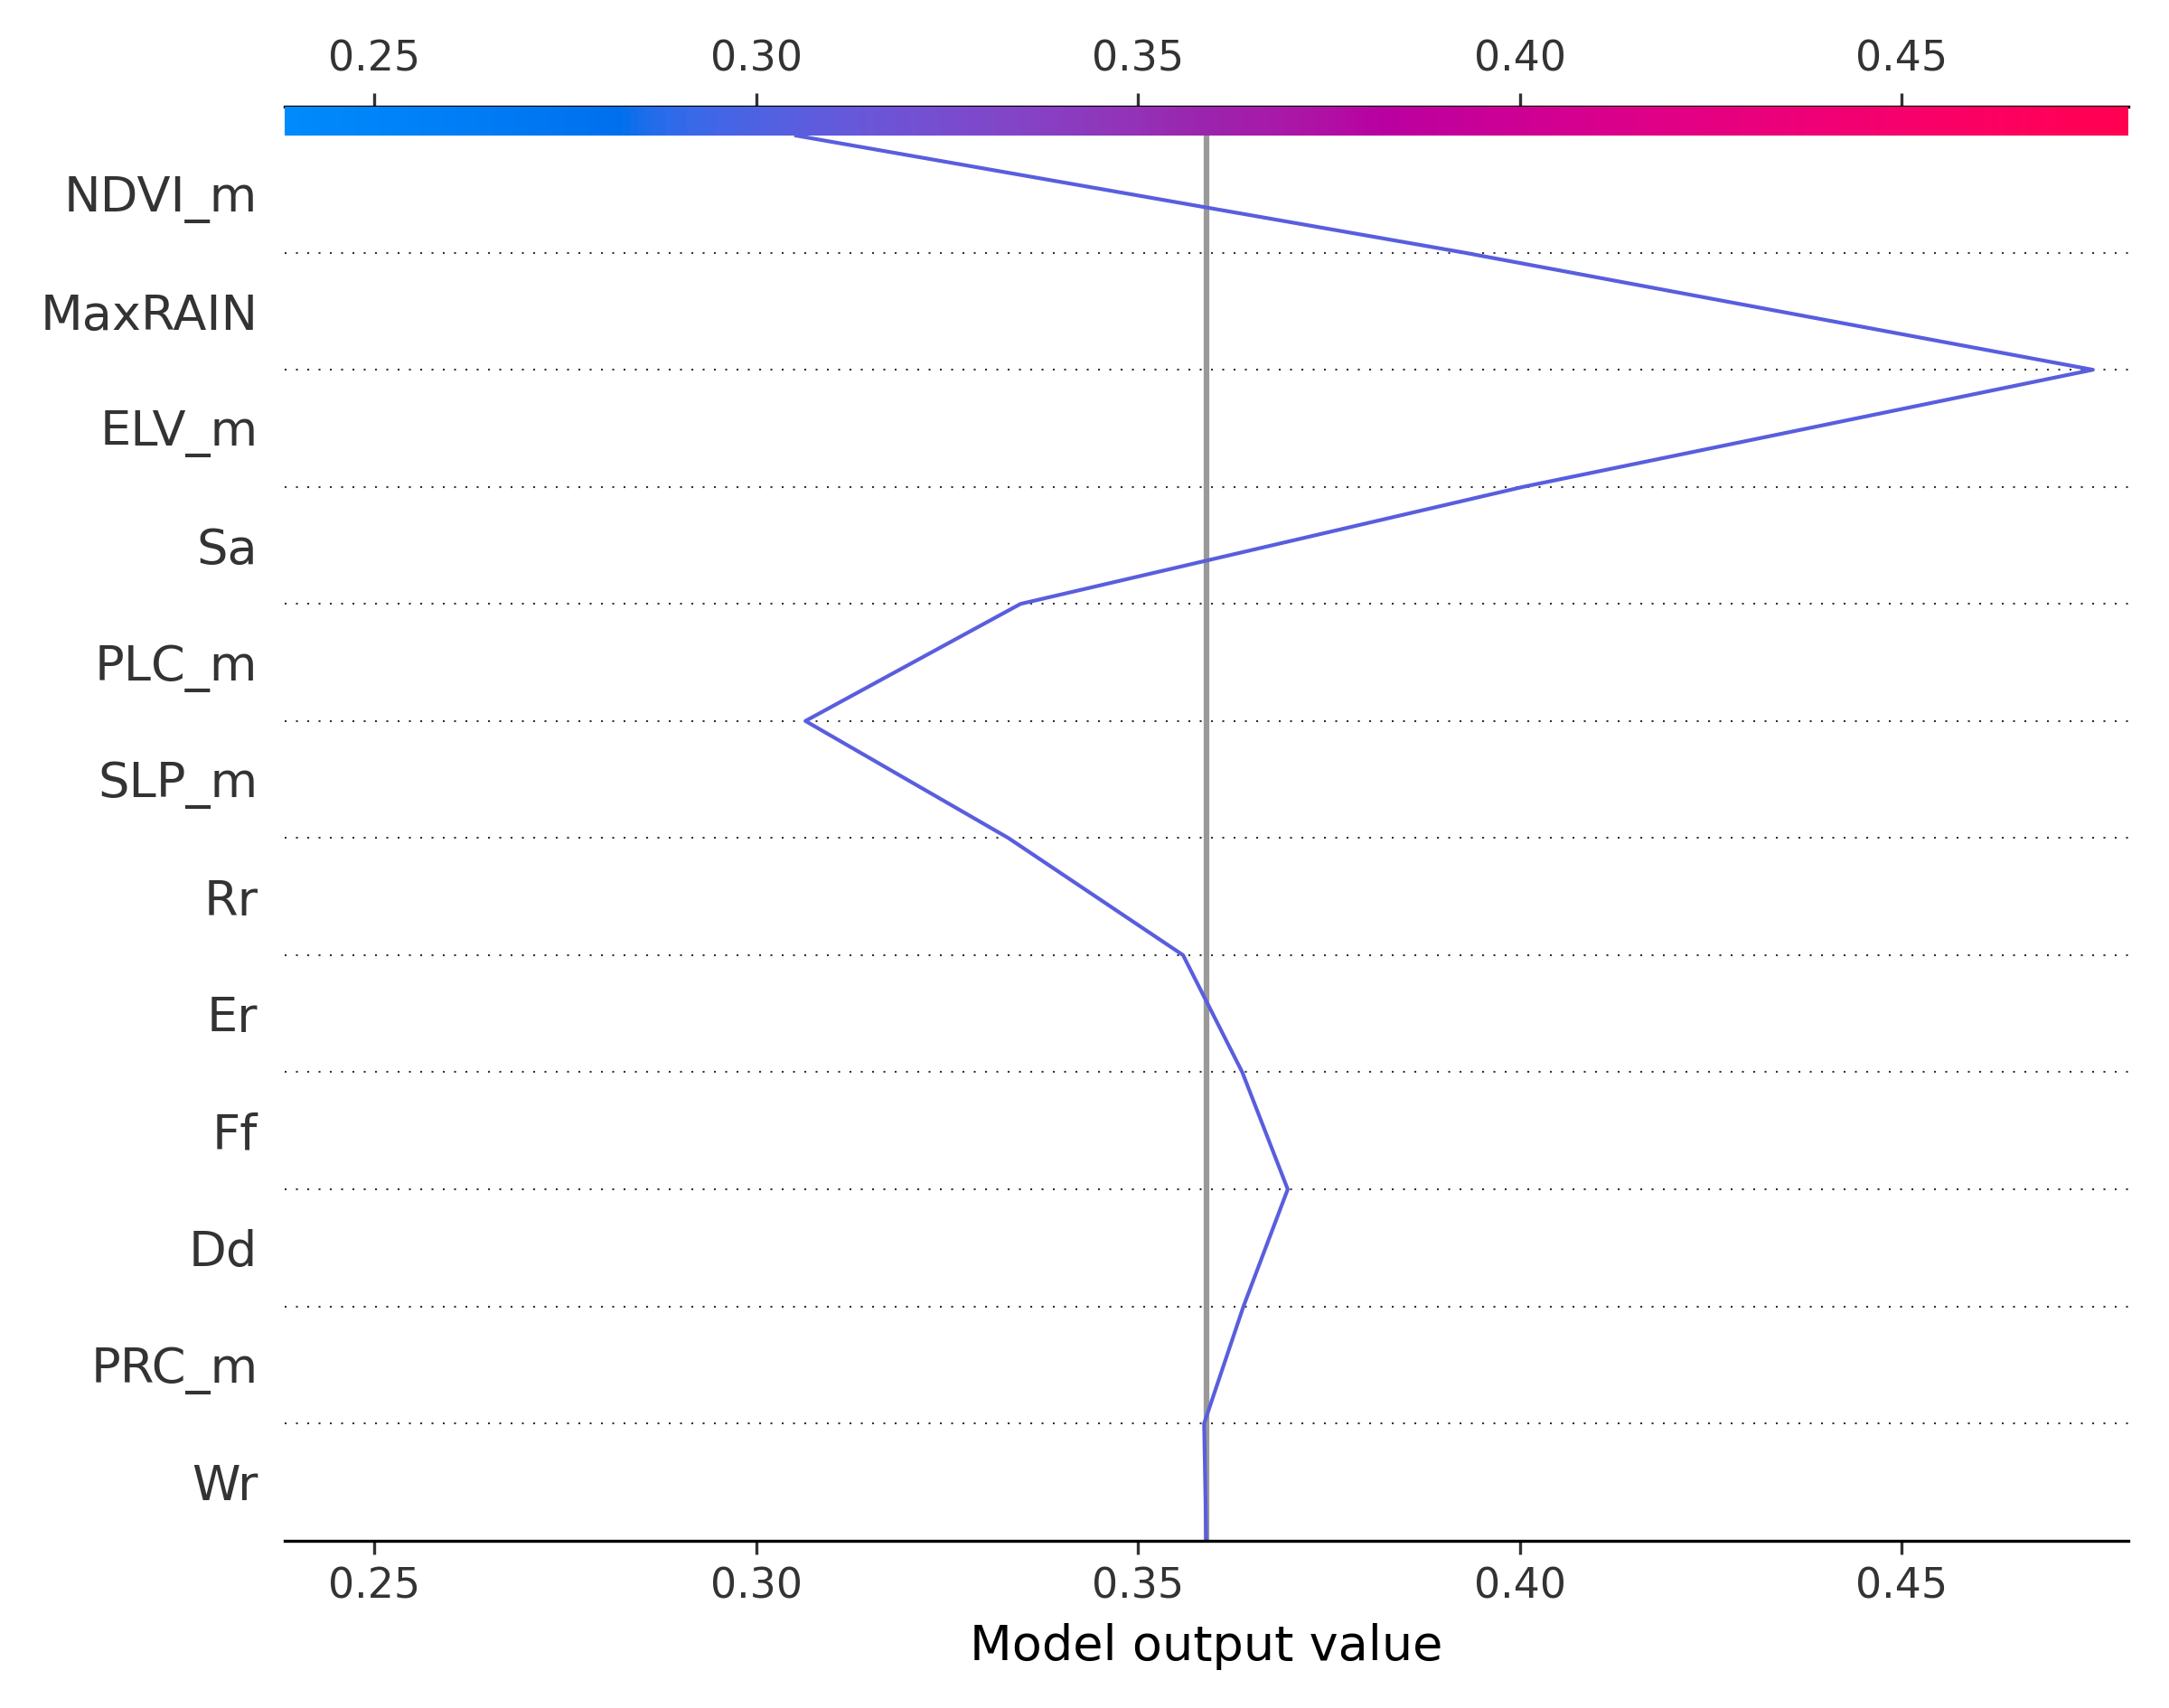 0.25 0.30 0.35 0.40 0.45
NDVI_m
MaxRAIN
ELV_m
Sa
PLC_m
SLP_m
Rr
Er
Ff
Dd
PRC_m
Wr
0.25 0.30 0.35 0.40 0.45
Model output value